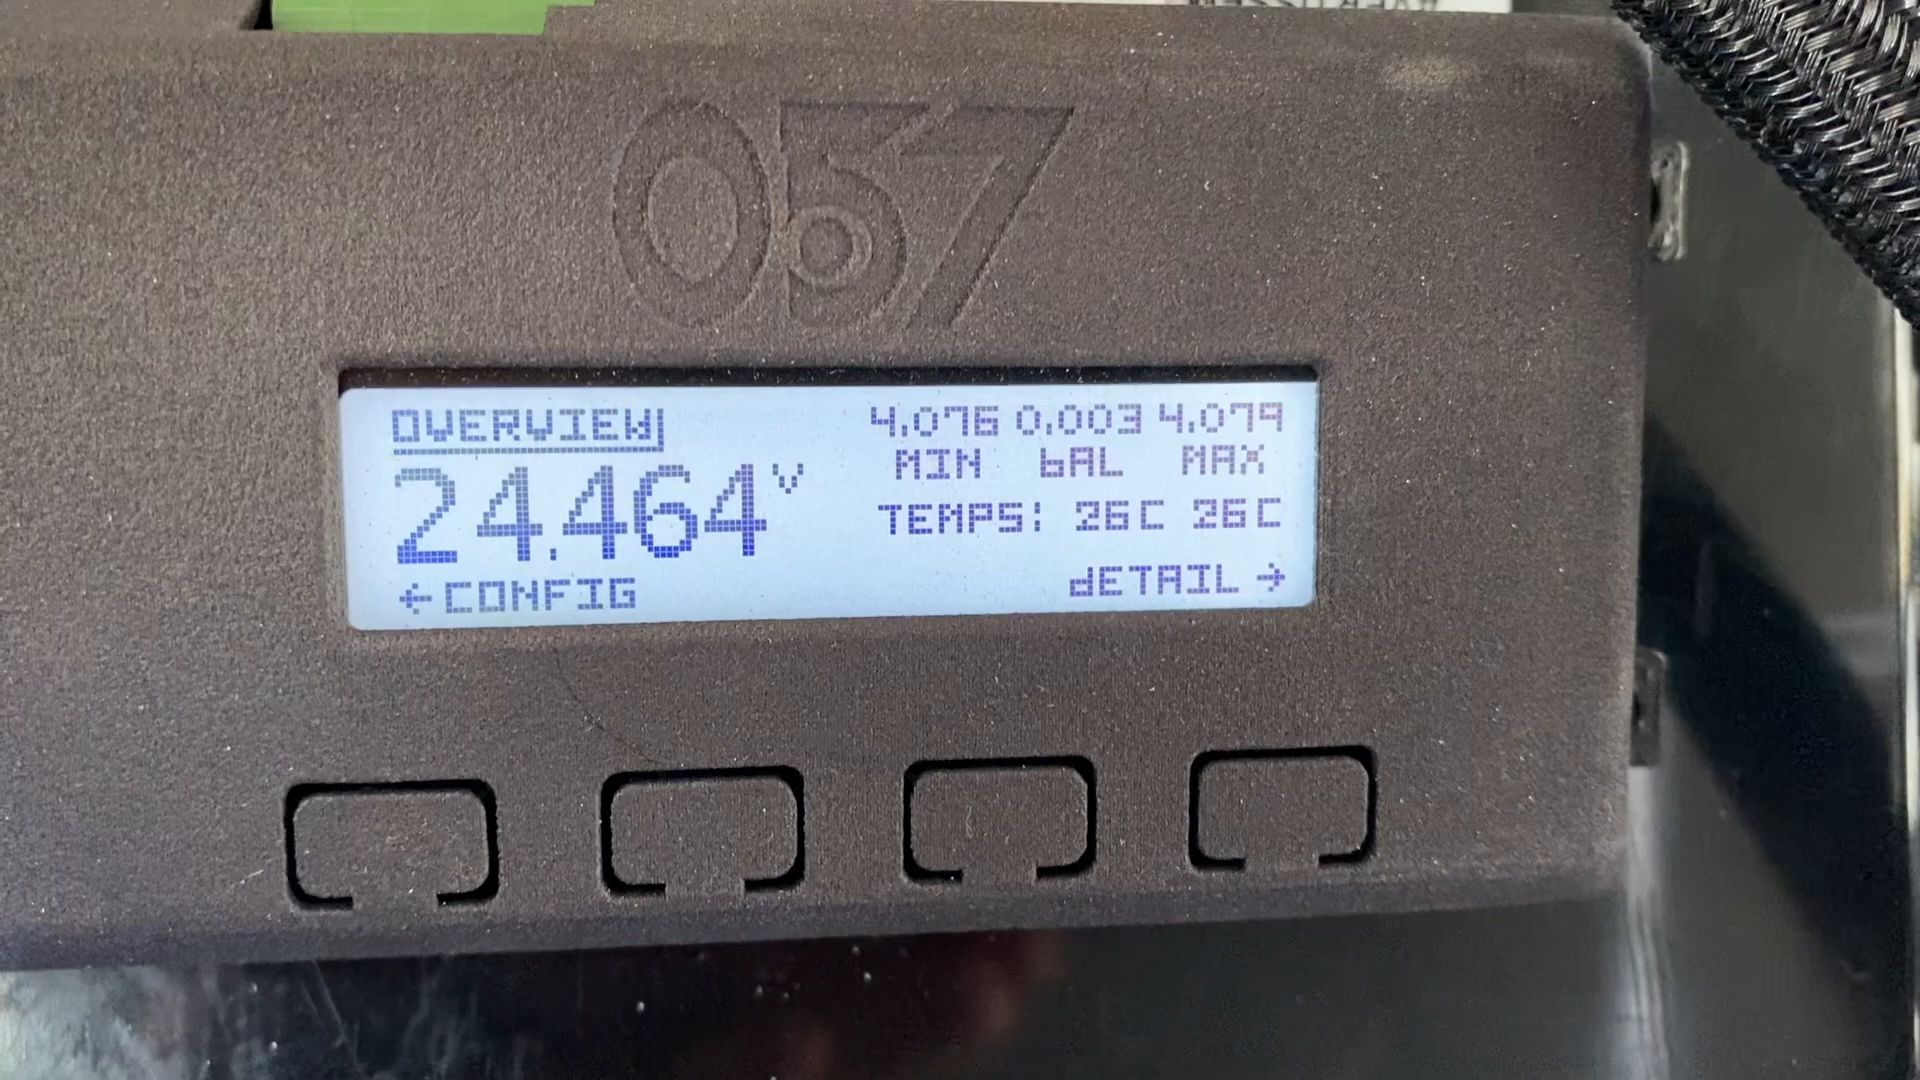 057
OVERVIEW
4.076 0.003 4.079
MIN bAL MAX
24.464V
TEMPS: 26C 26C
←CONFIG
dETAIL→